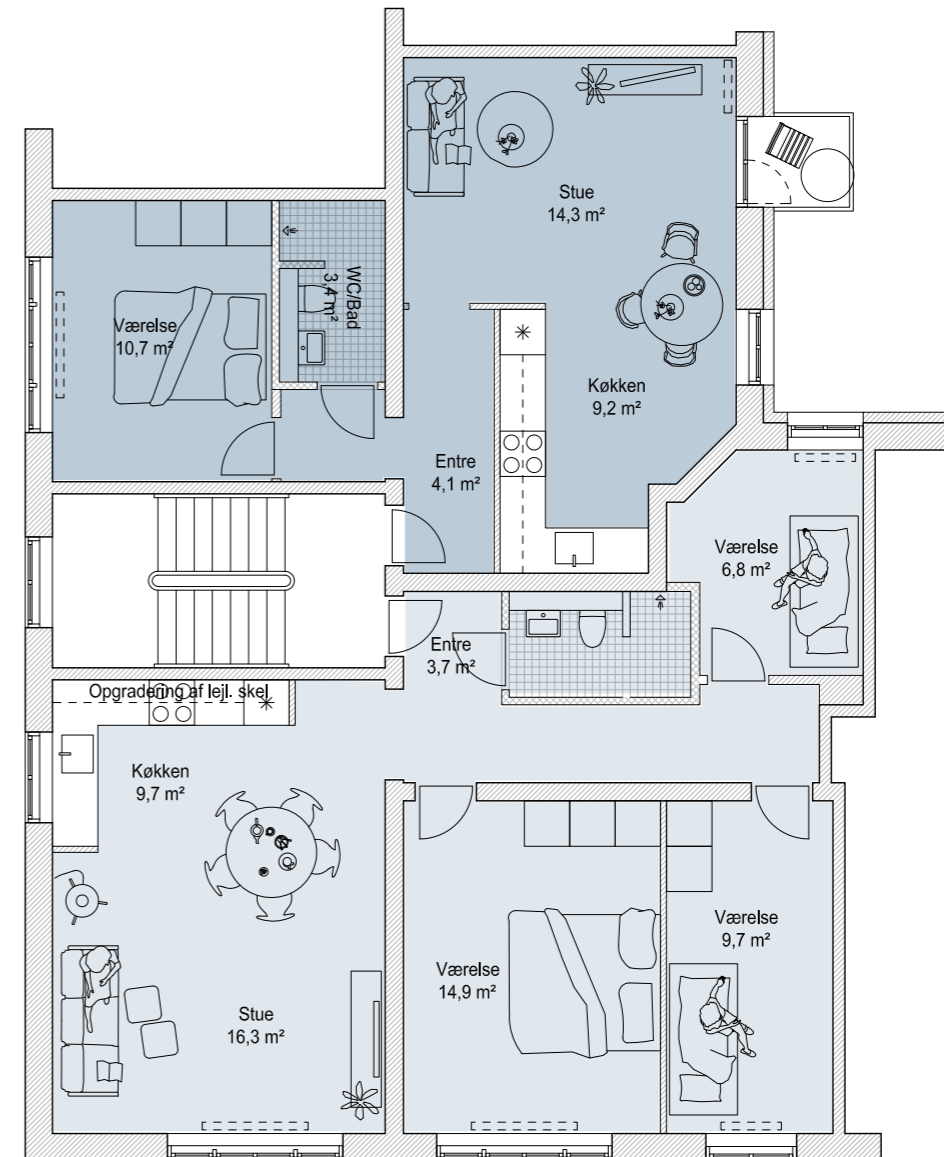 Stue
14,3 m²
WC/Bad
3,4 m²
Værelse
10,7 m²
Køkken
9,2 m²
Entre
4,1 m²
Værelse
6,8 m²
Entre
3,7 m²
Opgradering af lejl. skel
Køkken
9,7 m²
Værelse
9,7 m²
Værelse
14,9 m²
Stue
16,3 m²